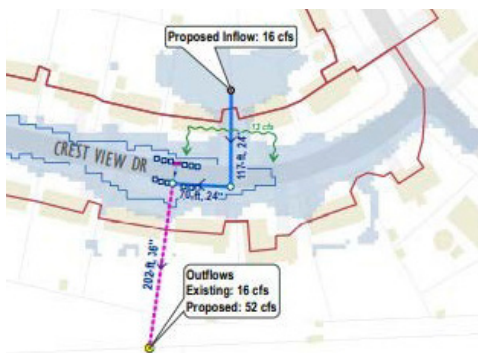 Proposed Inflow: 16 cfs
13 cfs
117-ft, 24"
CREST VIEW DR
70-ft, 24"
202-ft, 36"
Outflows
Existing: 16 cfs
Proposed: 52 cfs